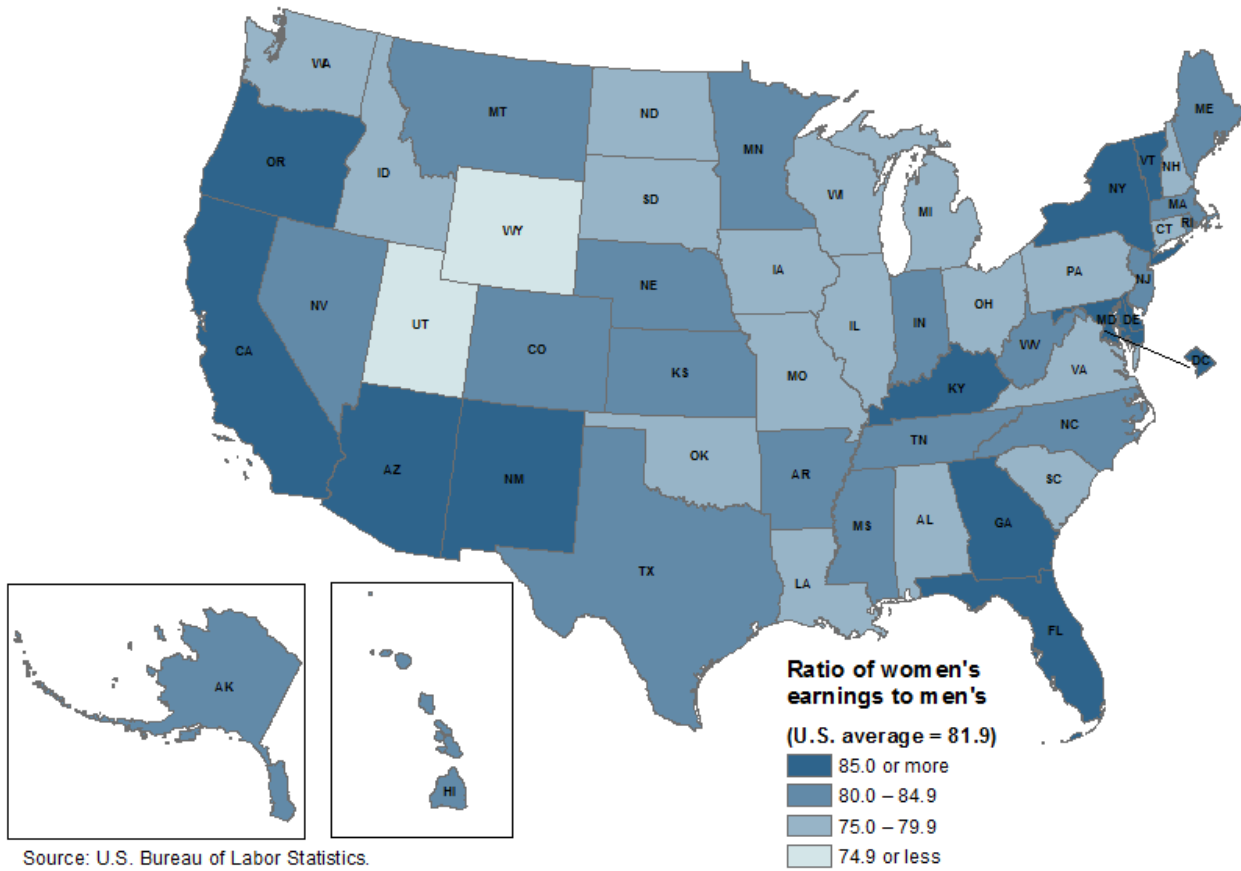 WA
MT
ND
MN
ME
OR
ID
SD
WI
MI
NY
VT
NH
MA
CT
RI
WY
IA
PA
NJ
NE
OH
NV
UT
IL
IN
MD
DE
CA
CO
WV
DC
KS
MO
KY
VA
AZ
NM
OK
AR
TN
NC
SC
MS
AL
GA
TX
LA
FL
AK
HI
Ratio of women's
earnings to men's
(U.S. average = 81.9)
85.0 or more
80.0 – 84.9
75.0 – 79.9
74.9 or less
Source: U.S. Bureau of Labor Statistics.